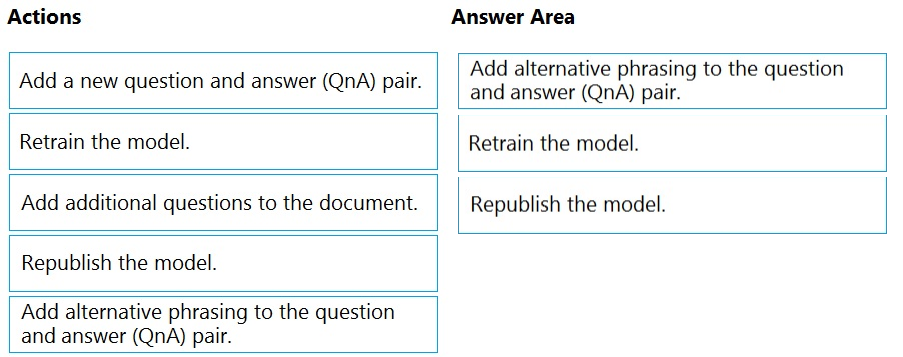 Actions
Add a new question and answer (QnA) pair.
Retrain the model.
Add additional questions to the document.
Republish the model.
Add alternative phrasing to the question
and answer (QnA) pair.
Answer Area
Add alternative phrasing to the question
and answer (QnA) pair.
Retrain the model.
Republish the model.